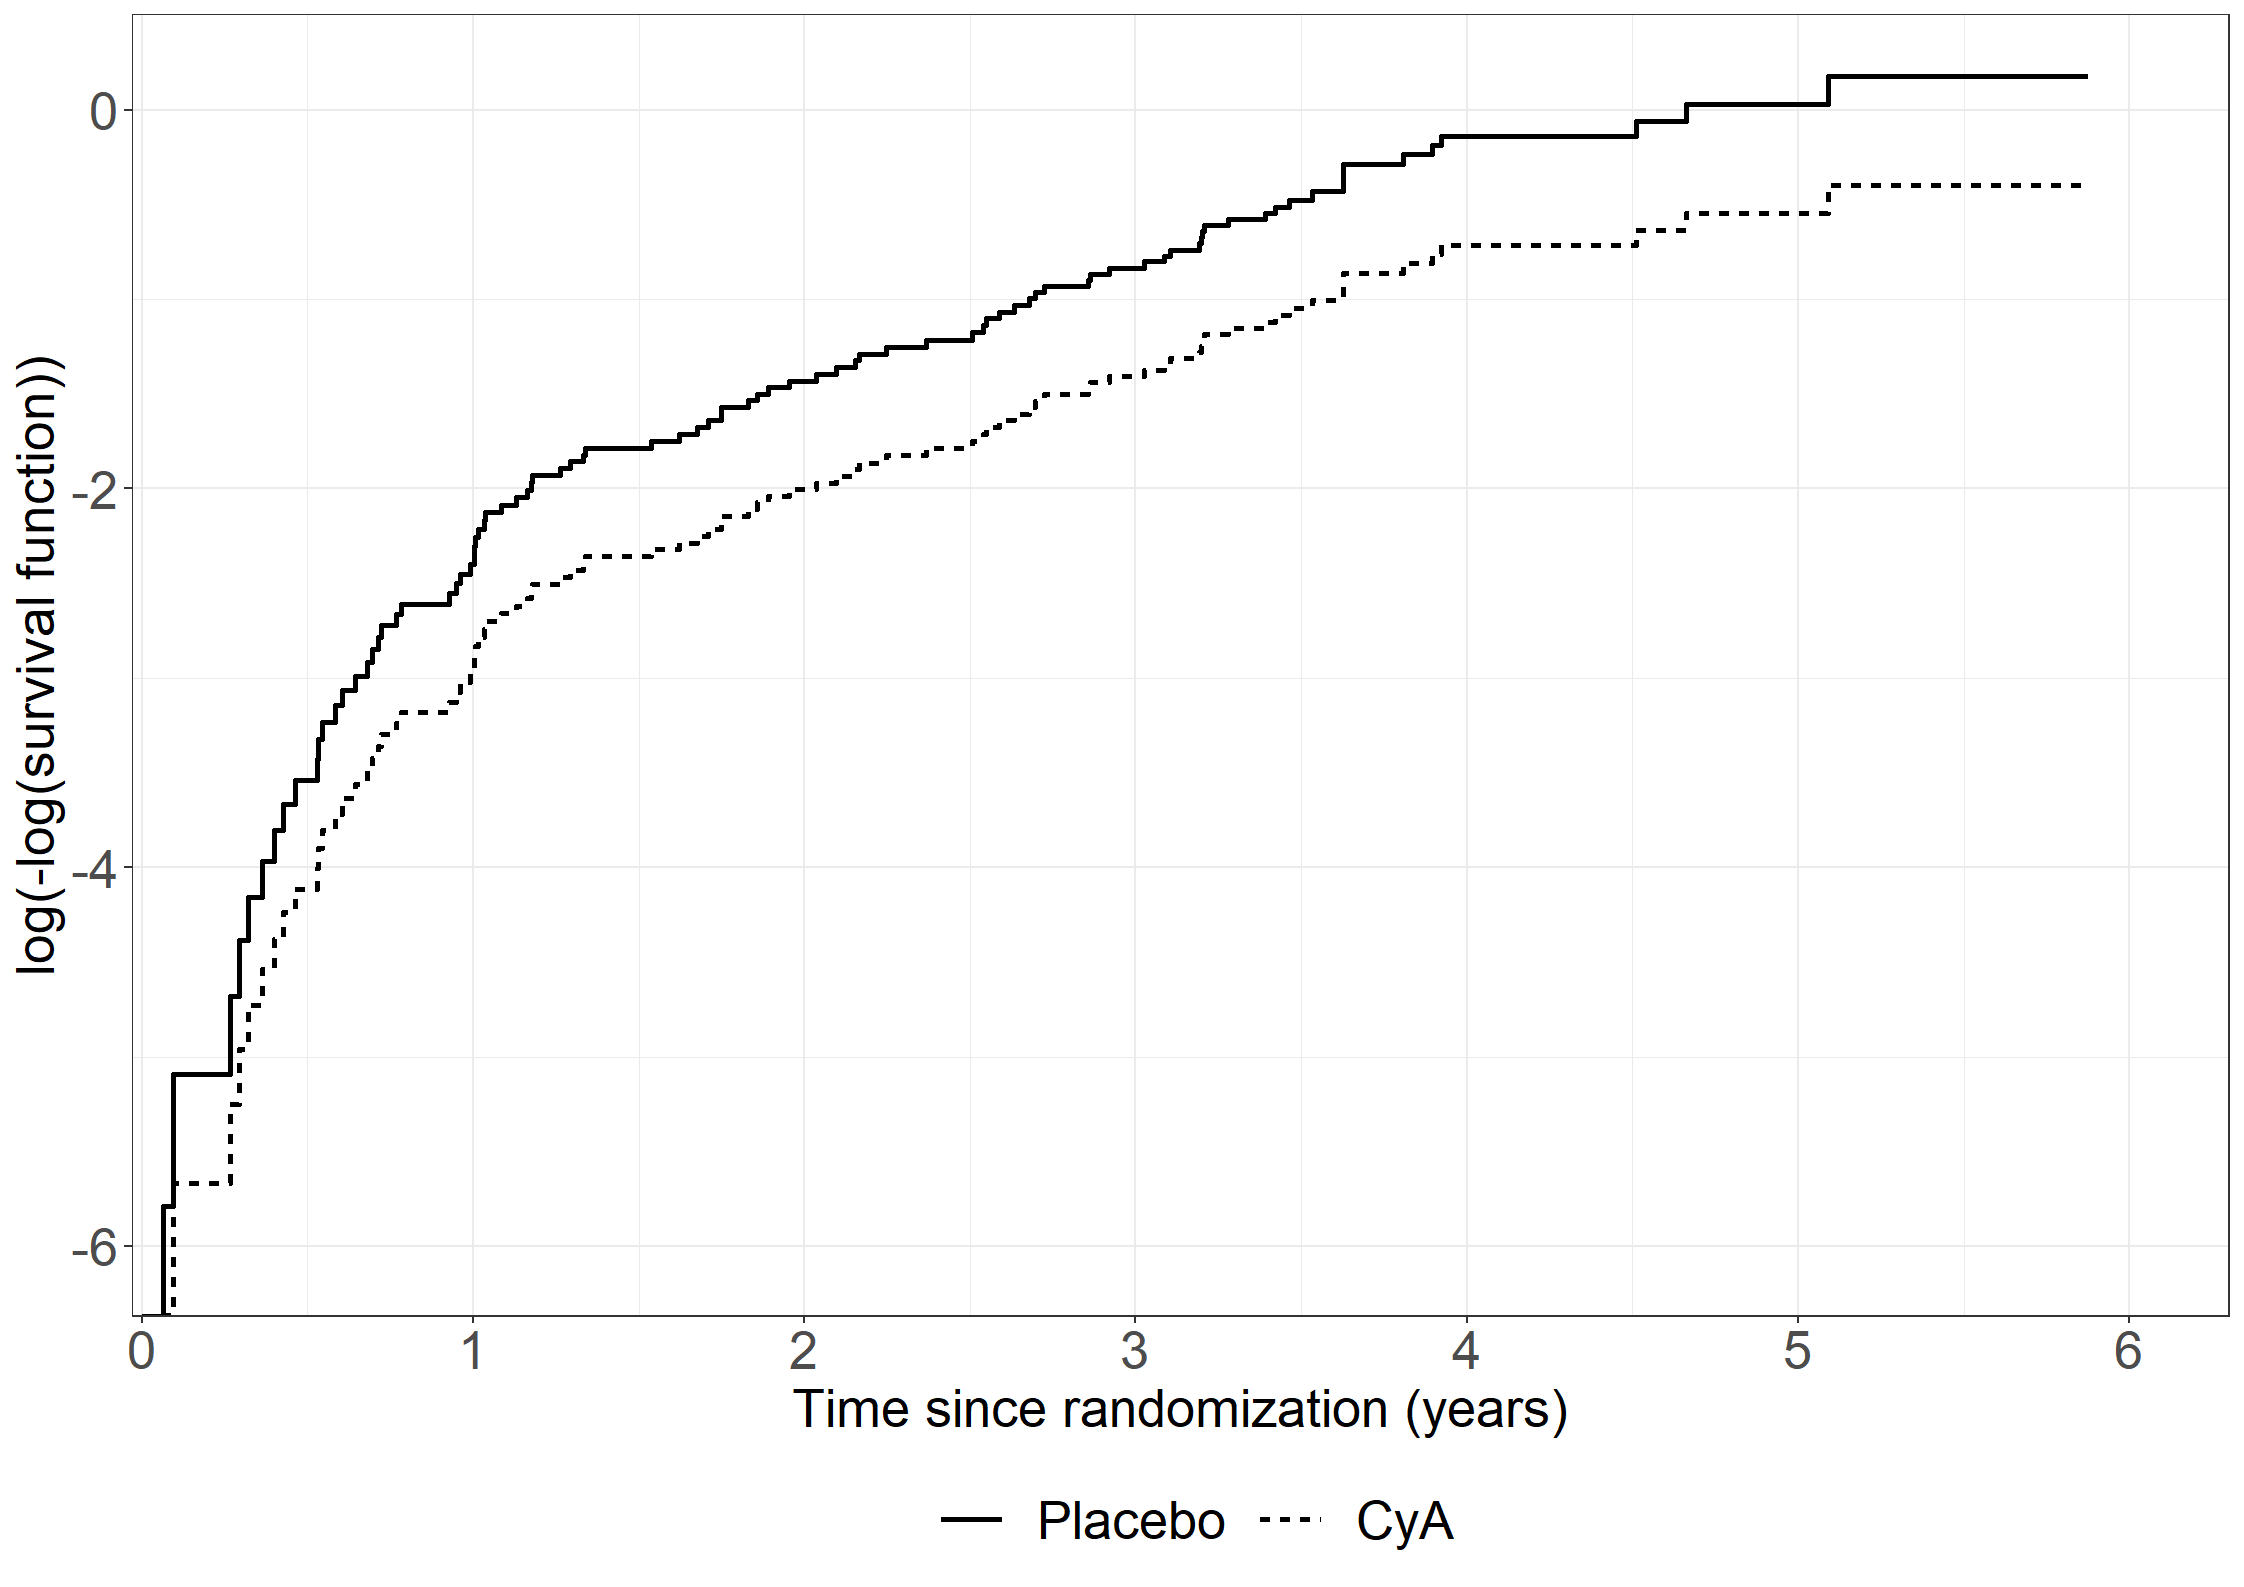 log(-log(survival function))
0
-2
-4
-6
0 1 2 3 4 5 6
Time since randomization (years)
Placebo CyA